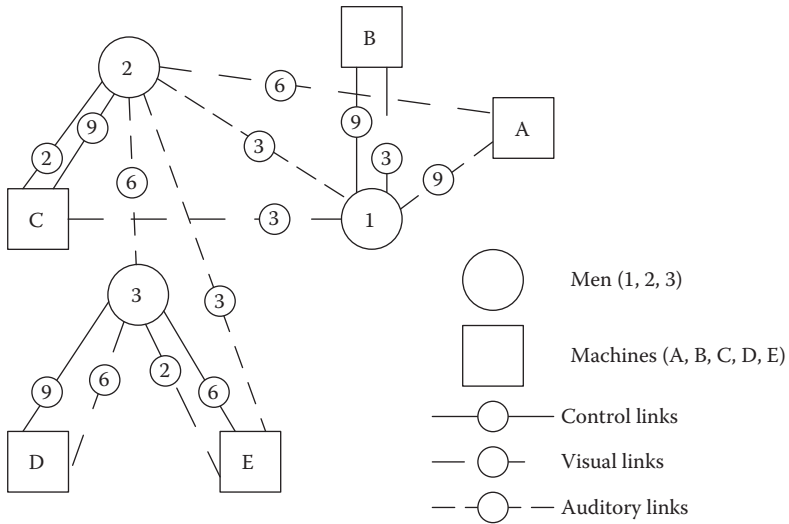 B
2
6
A
9
9
3
2
3
9
6
C
3
1
3
Men (1, 2, 3)
3
Machines (A, B, C, D, E)
2
6
9
6
Control links
D
E
Visual links
Auditory links